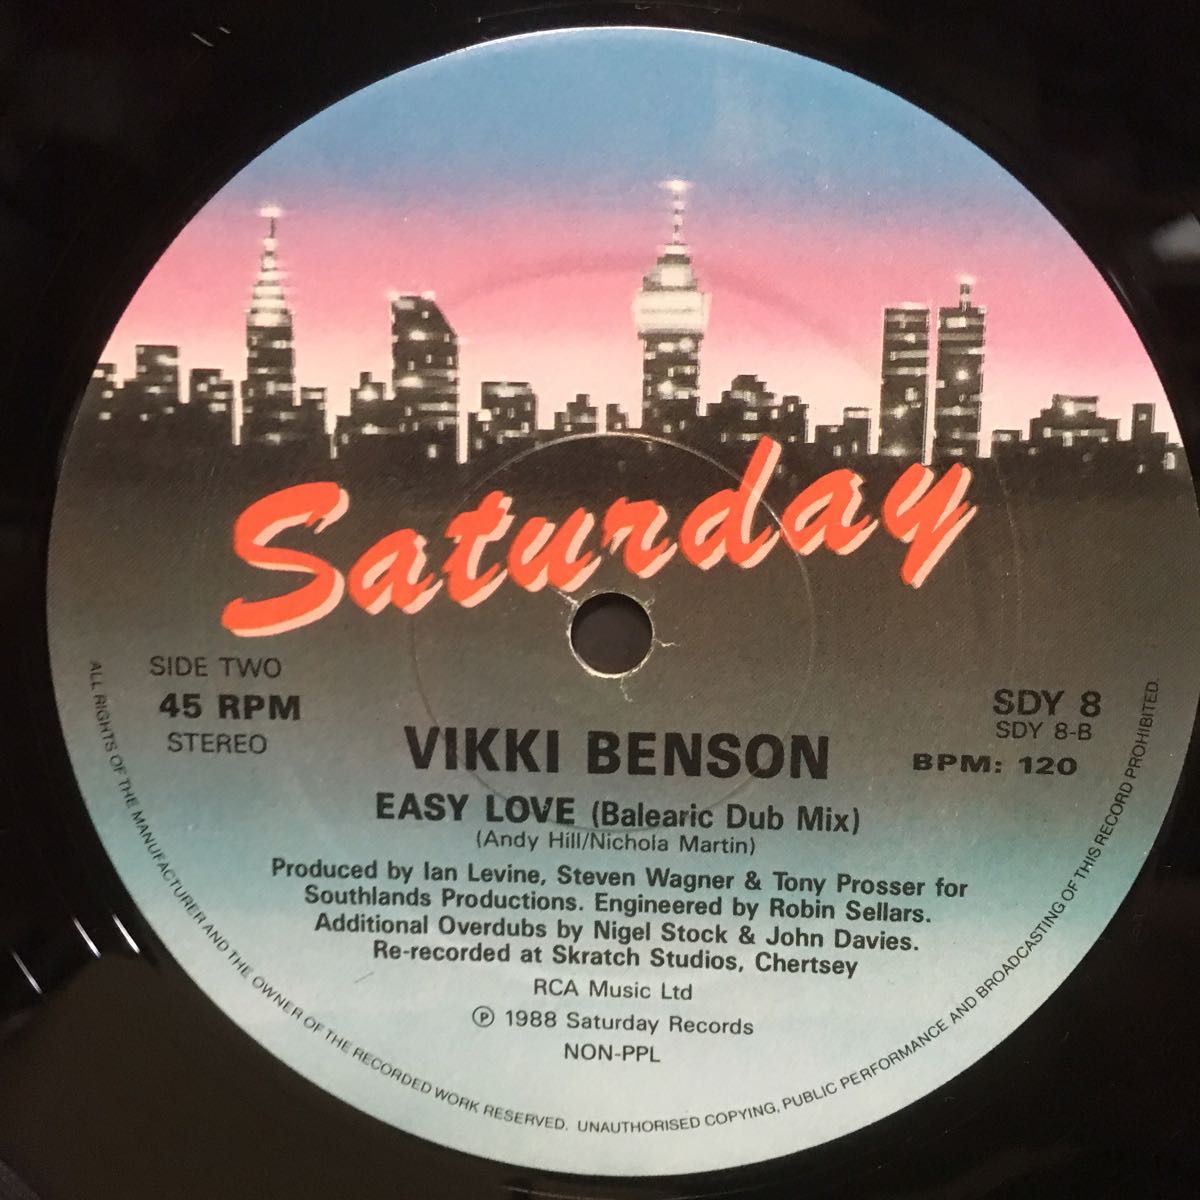 Saturday
SIDE TWO
45 RPM
STEREO
SDY 8
SDY 8-B
BPM: 120
VIKKI BENSON
EASY LOVE (Balearic Dub Mix)
(Andy Hill/Nichola Martin)
Produced by Ian Levine, Steven Wagner & Tony Prosser for
Southlands Productions. Engineered by Robin Sellars.
Additional Overdubs by Nigel Stock & John Davies.
Re-recorded at Skratch Studios, Chertsey
RCA Music Ltd
℗ 1988 Saturday Records
NON-PPL
ALL RIGHTS OF THE MANUFACTURER AND THE OWNER OF THE RECORDED WORK RESERVED. UNAUTHORISED COPYING, PUBLIC PERFORMANCE AND BROADCASTING OF THIS RECORD PROHIBITED.